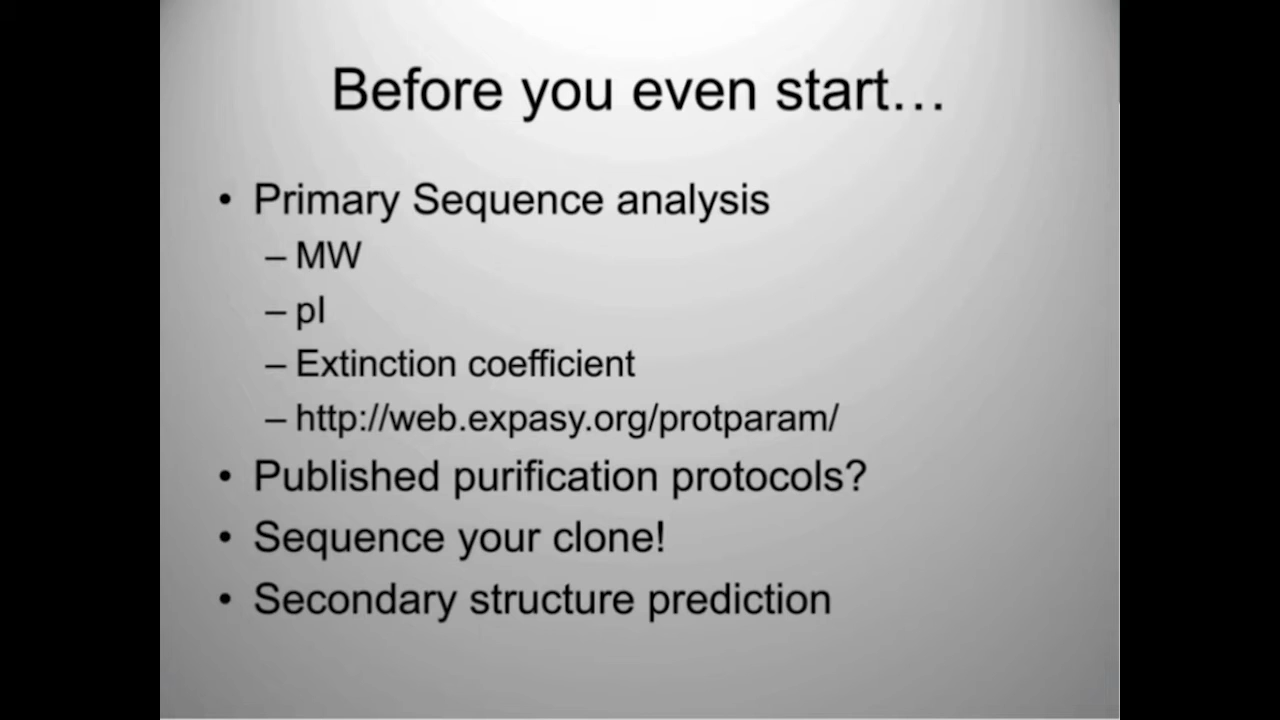 Before you even start…
• Primary Sequence analysis
– MW
– pI
– Extinction coefficient
– http://web.expasy.org/protparam/
• Published purification protocols?
• Sequence your clone!
• Secondary structure prediction